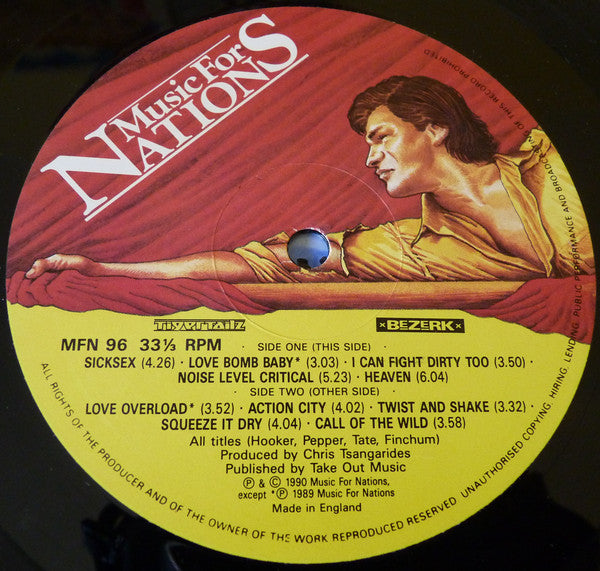 Music For
NATIONS
TIGERTAILZ
×BEZERK×
MFN 96 33⅓ RPM
· SIDE ONE (THIS SIDE) ·
SICKSEX (4.26) · LOVE BOMB BABY* (3.03) · I CAN FIGHT DIRTY TOO (3.50) ·
NOISE LEVEL CRITICAL (5.23) · HEAVEN (6.04)
· SIDE TWO (OTHER SIDE) ·
LOVE OVERLOAD* (3.52) · ACTION CITY (4.02) · TWIST AND SHAKE (3.32) ·
SQUEEZE IT DRY (4.04) · CALL OF THE WILD (3.58)
All titles (Hooker, Pepper, Tate, Finchum)
Produced by Chris Tsangarides
Published by Take Out Music
℗ & © 1990 Music For Nations,
except *℗ 1989 Music For Nations
Made in England
ALL RIGHTS OF THE PRODUCER AND OF THE OWNER OF THE WORK REPRODUCED RESERVED. UNAUTHORISED COPYING, HIRING, LENDING, PUBLIC PERFORMANCE AND BROADCASTING OF THIS RECORD PROHIBITED